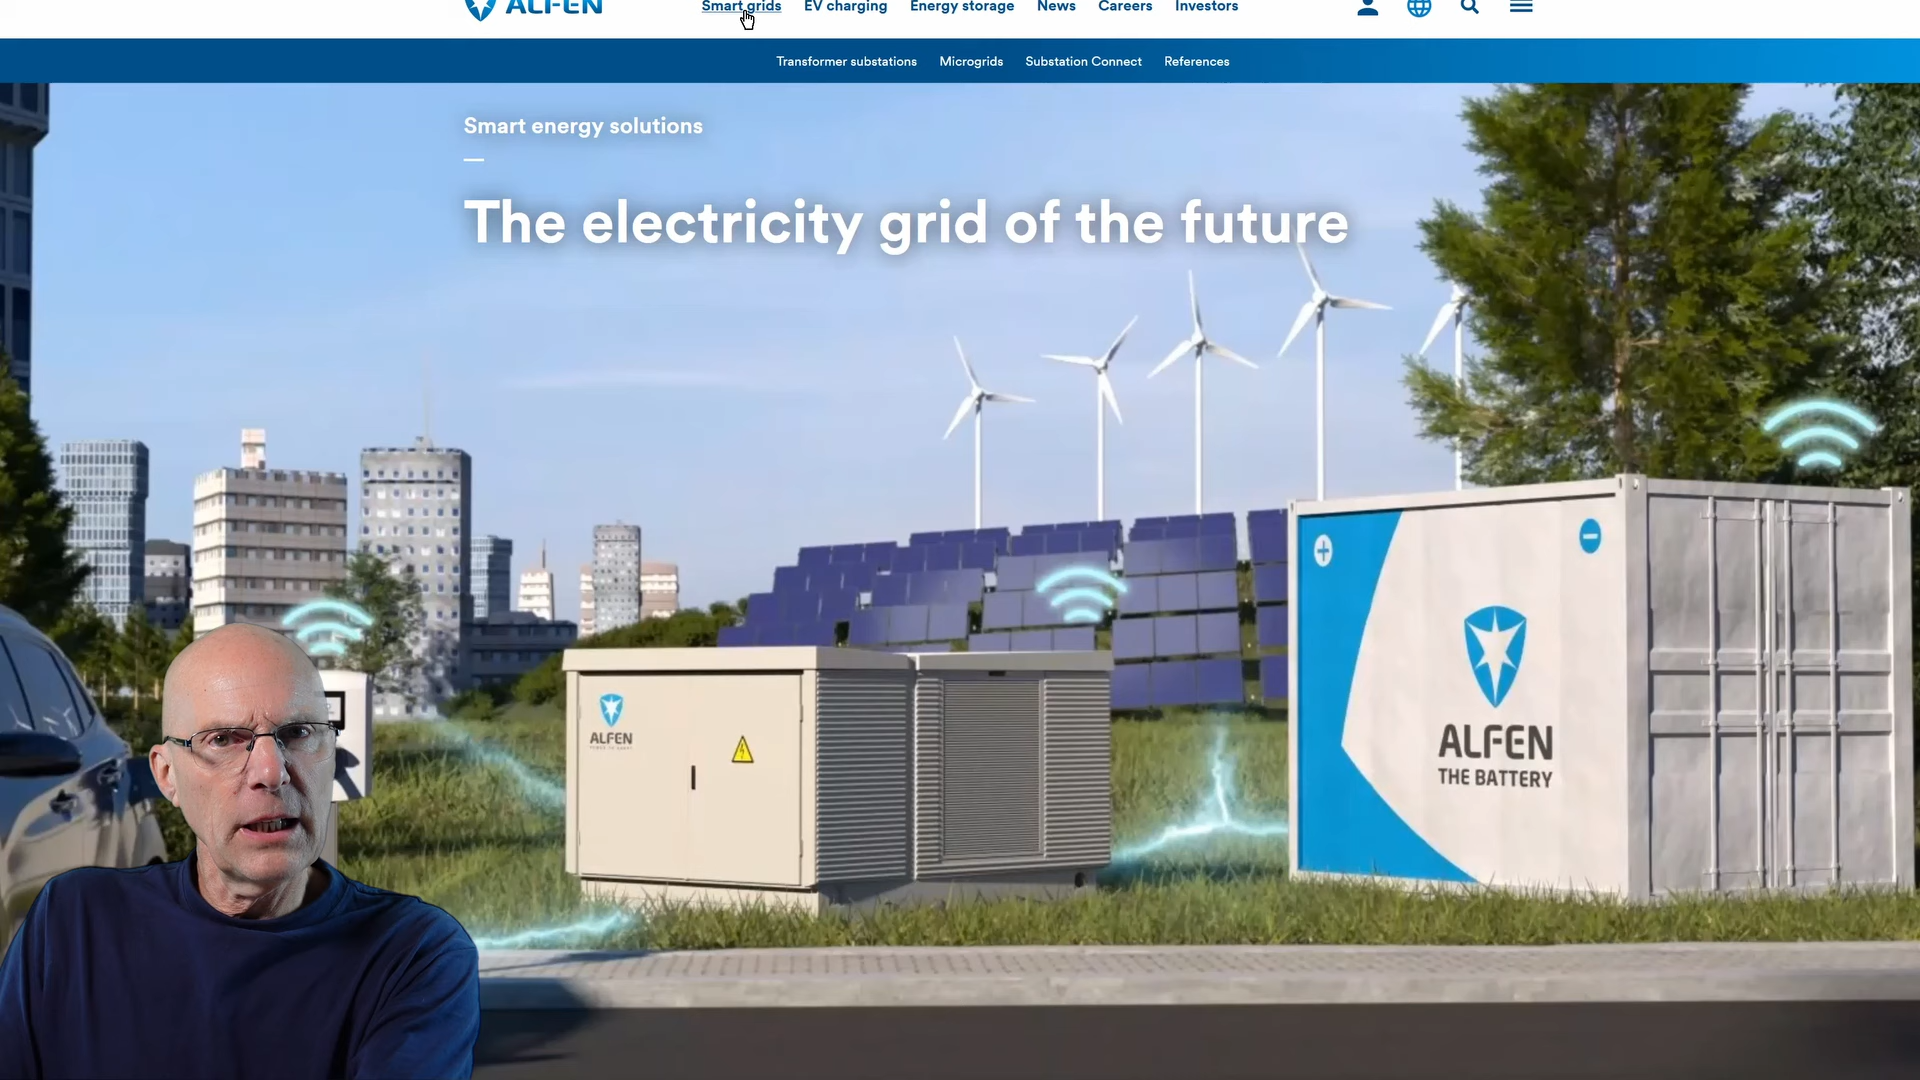 ALFEN
Smart grids EV charging Energy storage News Careers Investors
Transformer substations Microgrids Substation Connect References
Smart energy solutions
The electricity grid of the future
ALFEN
ALFEN
THE BATTERY